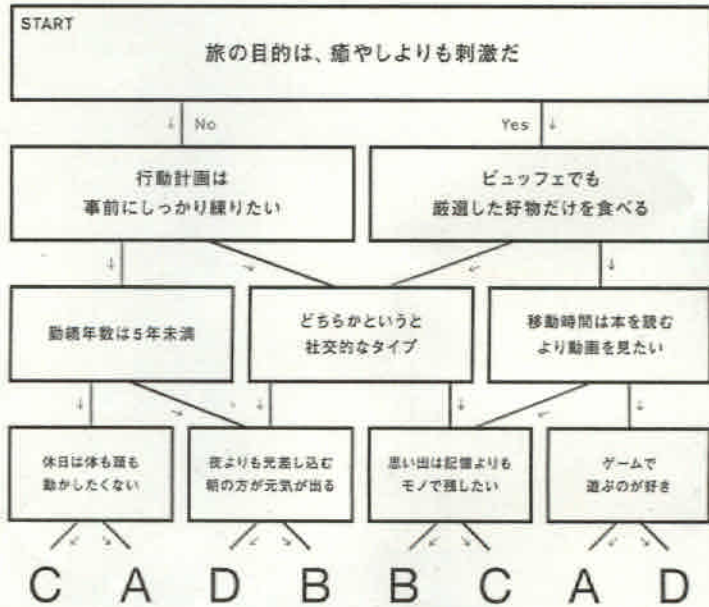 START
旅の目的は、癒やしよりも刺激だ
No
Yes
行動計画は
事前にしっかり練りたい
ビュッフェでも
厳選した好物だけを食べる
勤続年数は5年未満
どちらかというと
社交的なタイプ
移動時間は本を読む
より動画を見たい
休日は体も頭も
動かしたくない
夜よりも光差し込む
朝の方が元気が出る
思い出は記憶よりも
モノで残したい
ゲームで
遊ぶのが好き
C A D B B C A D